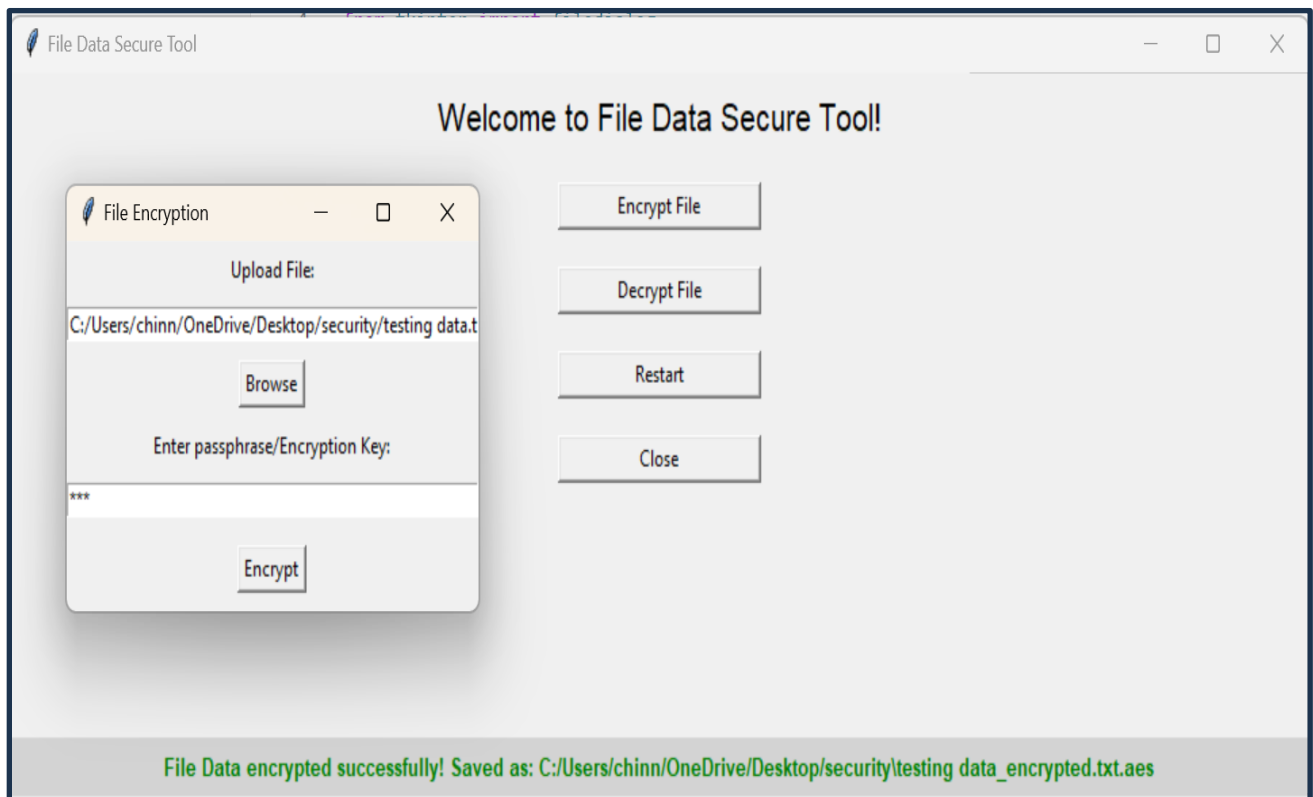 File Data Secure Tool
Welcome to File Data Secure Tool!
File Encryption
Upload File:
C:/Users/chinn/OneDrive/Desktop/security/testing data.t
Browse
Enter passphrase/Encryption Key:
***
Encrypt
Encrypt File
Decrypt File
Restart
Close
File Data encrypted successfully! Saved as: C:/Users/chinn/OneDrive/Desktop/security\testing data_encrypted.txt.aes